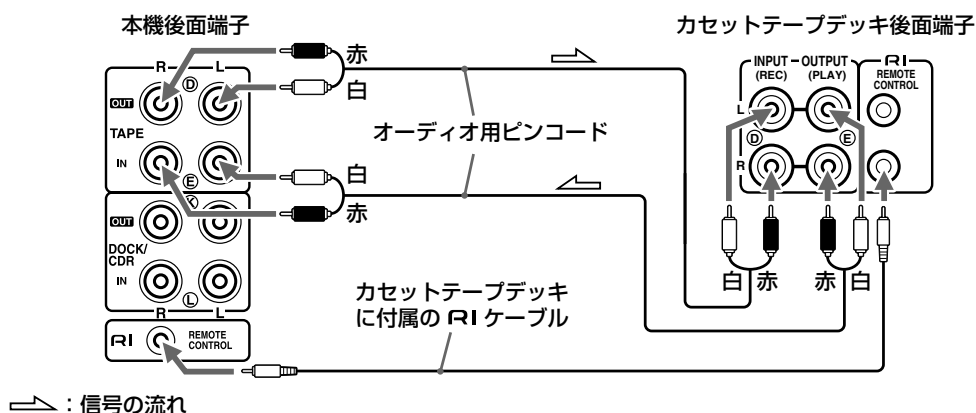 本機後面端子
R L
Ⓓ
OUT
TAPE
IN
Ⓔ
Ⓚ
OUT
DOCK/
CDR
IN
Ⓛ
R L
RI
REMOTE
CONTROL
赤
白
白
赤
オーディオ用ピンコード
カセットテープデッキ
に付属の RI ケーブル
カセットテープデッキ後面端子
INPUT OUTPUT
(REC) (PLAY)
RI
REMOTE
CONTROL
L
Ⓓ Ⓔ
R
白 赤 赤 白
：信号の流れ